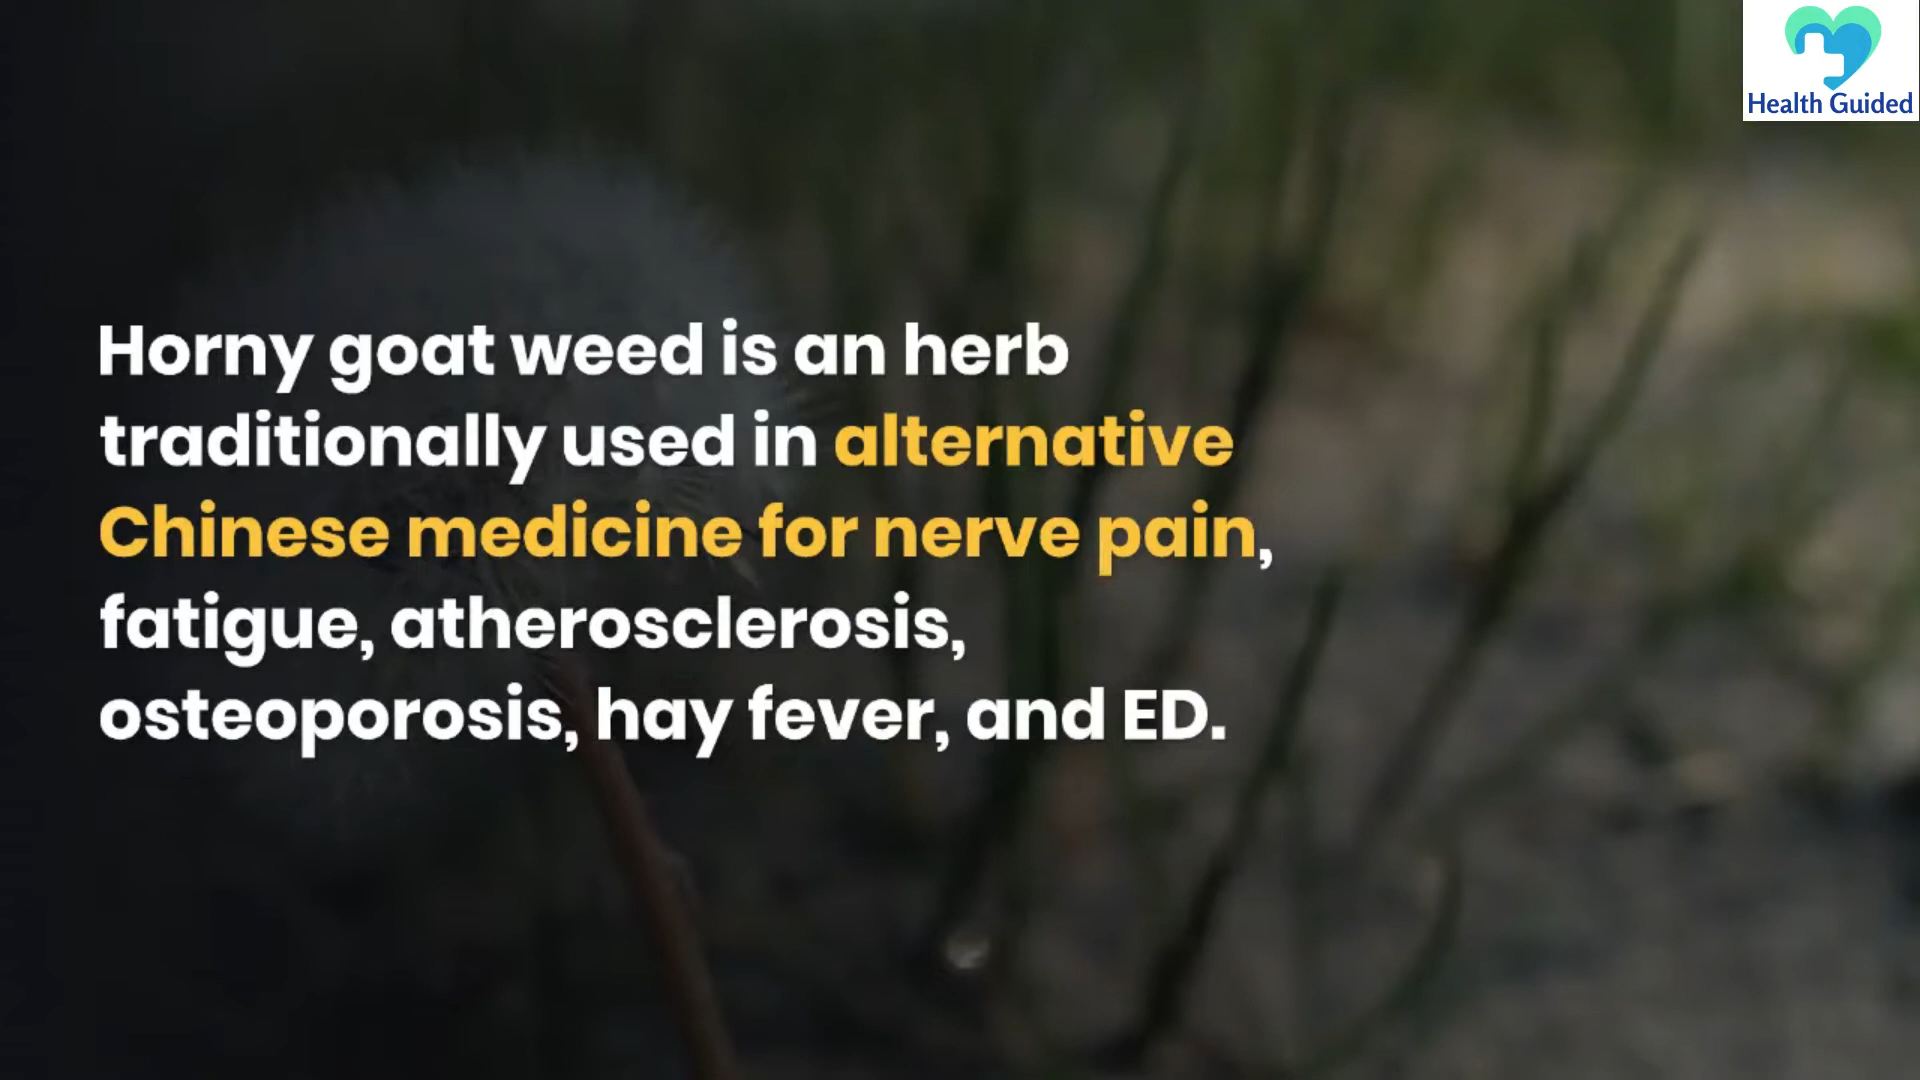 Health Guided
Horny goat weed is an herb
traditionally used in alternative
Chinese medicine for nerve pain,
fatigue, atherosclerosis,
osteoporosis, hay fever, and ED.